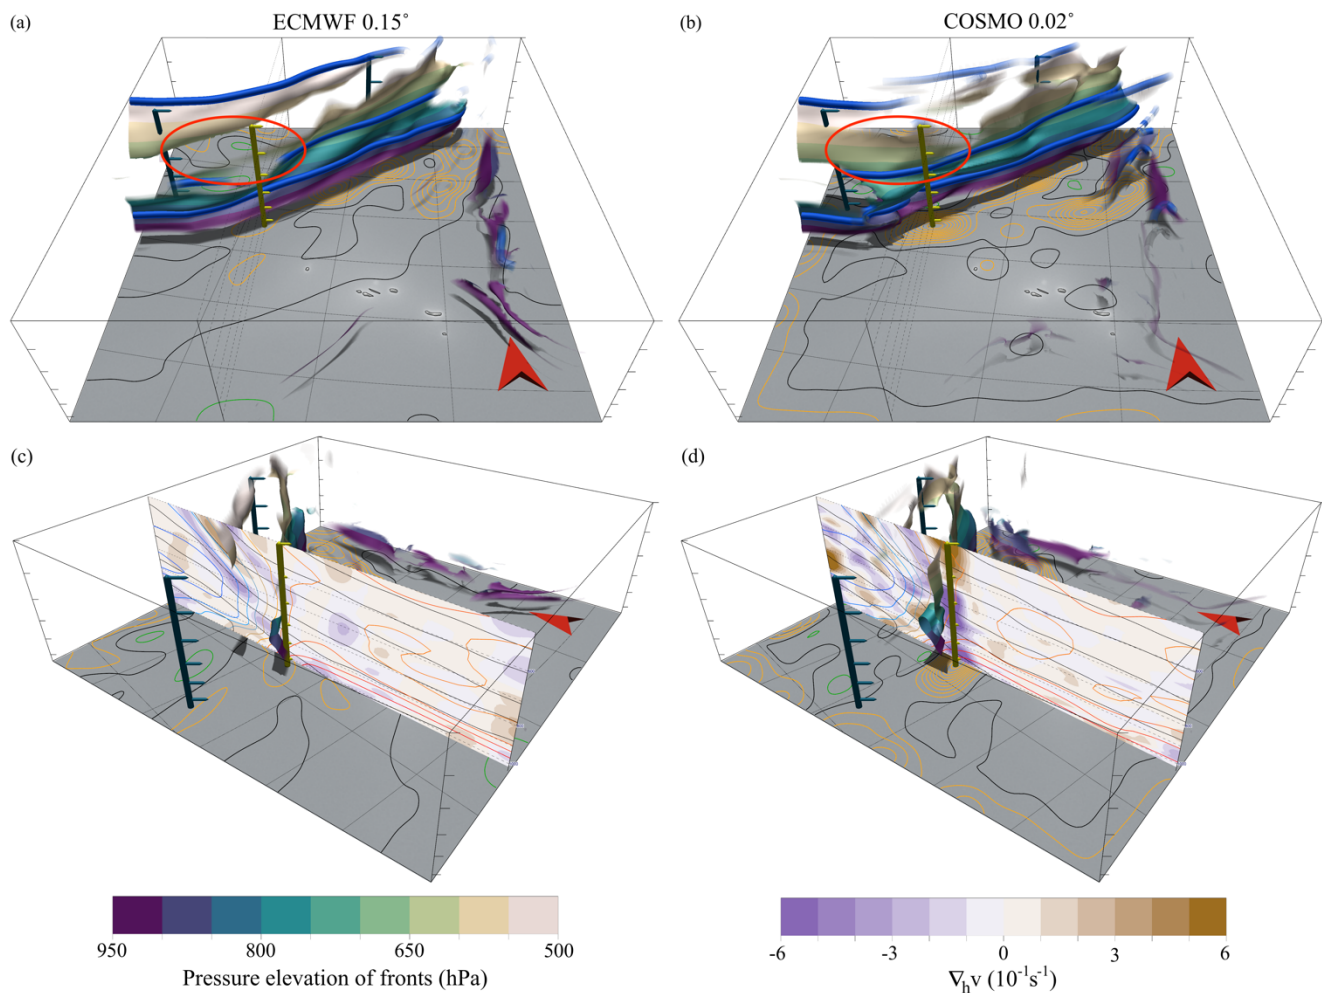 (a) ECMWF 0.15˚ (b) COSMO 0.02˚
(c) (d)
950 800 650 500
Pressure elevation of fronts (hPa)
-6 -3 0 3 6
∇ₕv (10⁻¹s⁻¹)